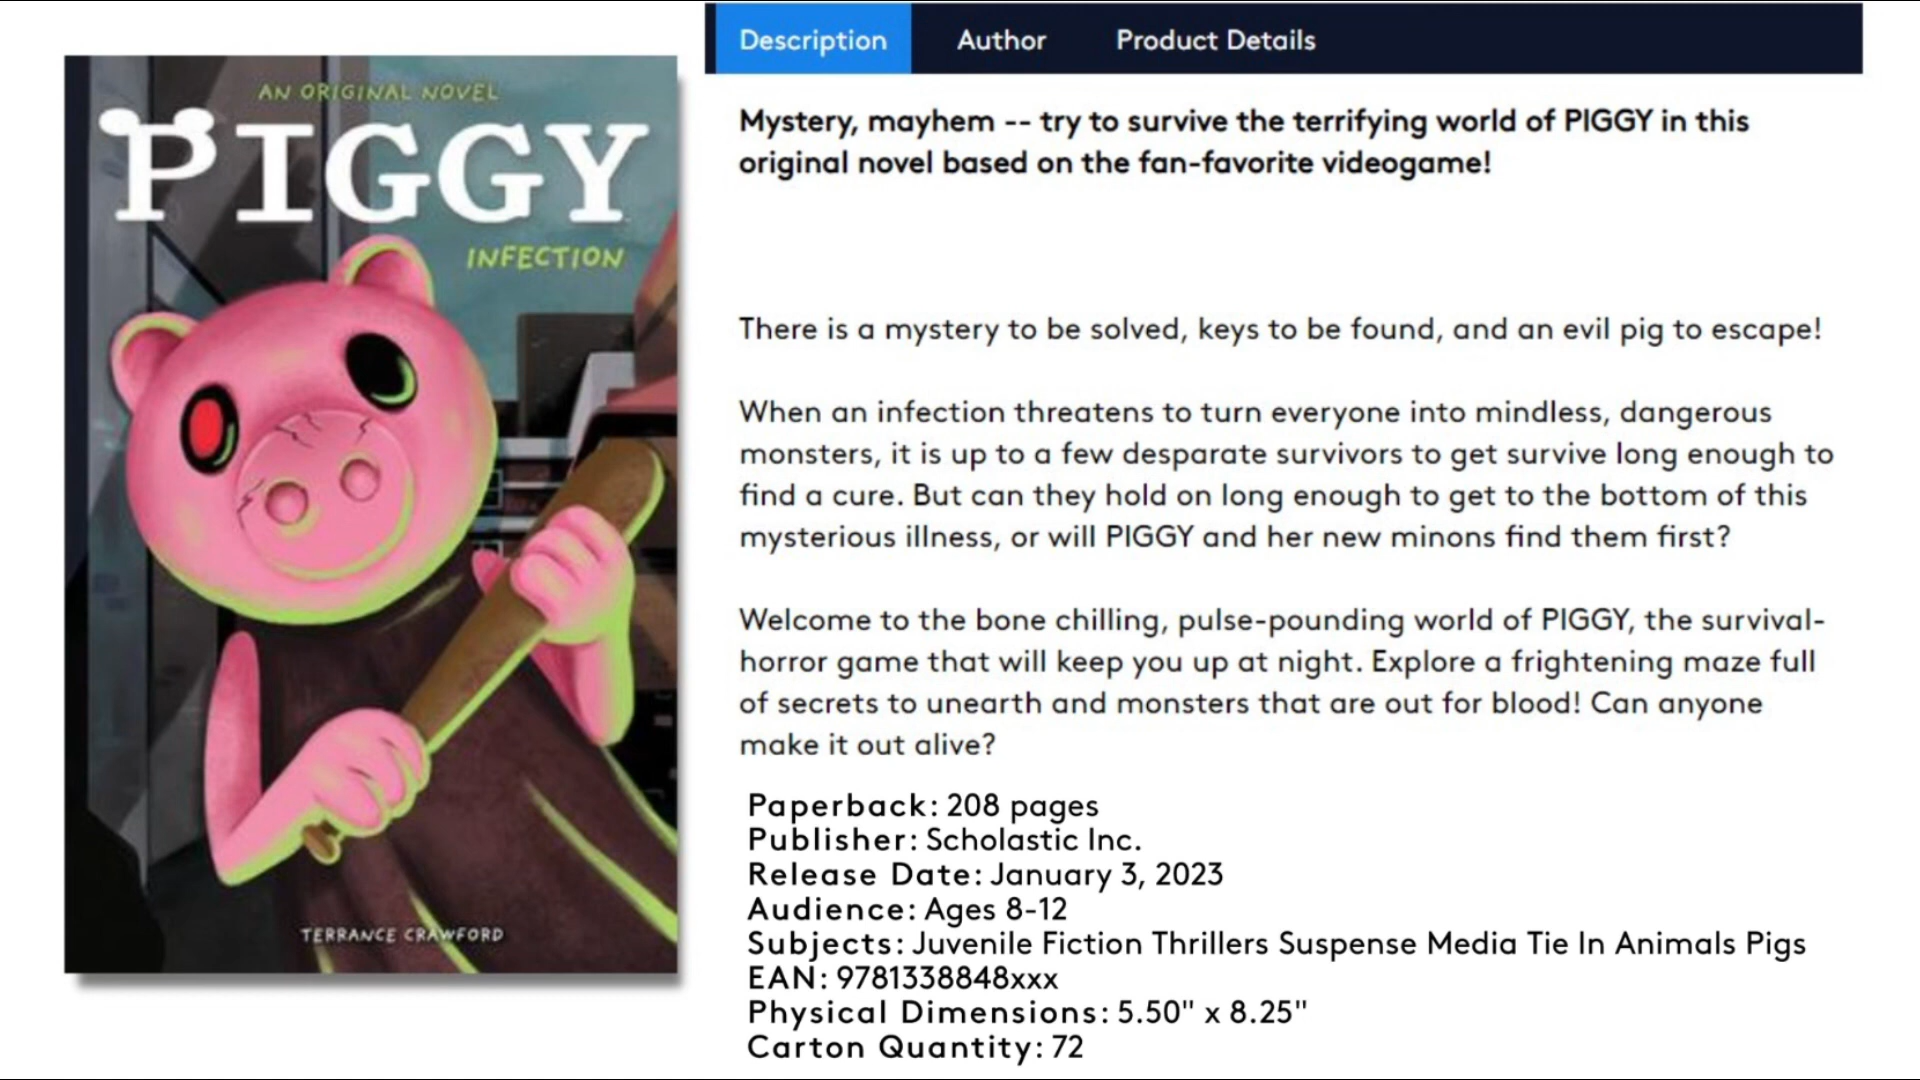 AN ORIGINAL NOVEL
PIGGY
INFECTION
TERRANCE CRAWFORD
Description Author Product Details
Mystery, mayhem -- try to survive the terrifying world of PIGGY in this
original novel based on the fan-favorite videogame!
There is a mystery to be solved, keys to be found, and an evil pig to escape!
When an infection threatens to turn everyone into mindless, dangerous
monsters, it is up to a few desparate survivors to get survive long enough to
find a cure. But can they hold on long enough to get to the bottom of this
mysterious illness, or will PIGGY and her new minons find them first?
Welcome to the bone chilling, pulse-pounding world of PIGGY, the survival-
horror game that will keep you up at night. Explore a frightening maze full
of secrets to unearth and monsters that are out for blood! Can anyone
make it out alive?
Paperback: 208 pages
Publisher: Scholastic Inc.
Release Date: January 3, 2023
Audience: Ages 8-12
Subjects: Juvenile Fiction Thrillers Suspense Media Tie In Animals Pigs
EAN: 9781338848xxx
Physical Dimensions: 5.50" x 8.25"
Carton Quantity: 72